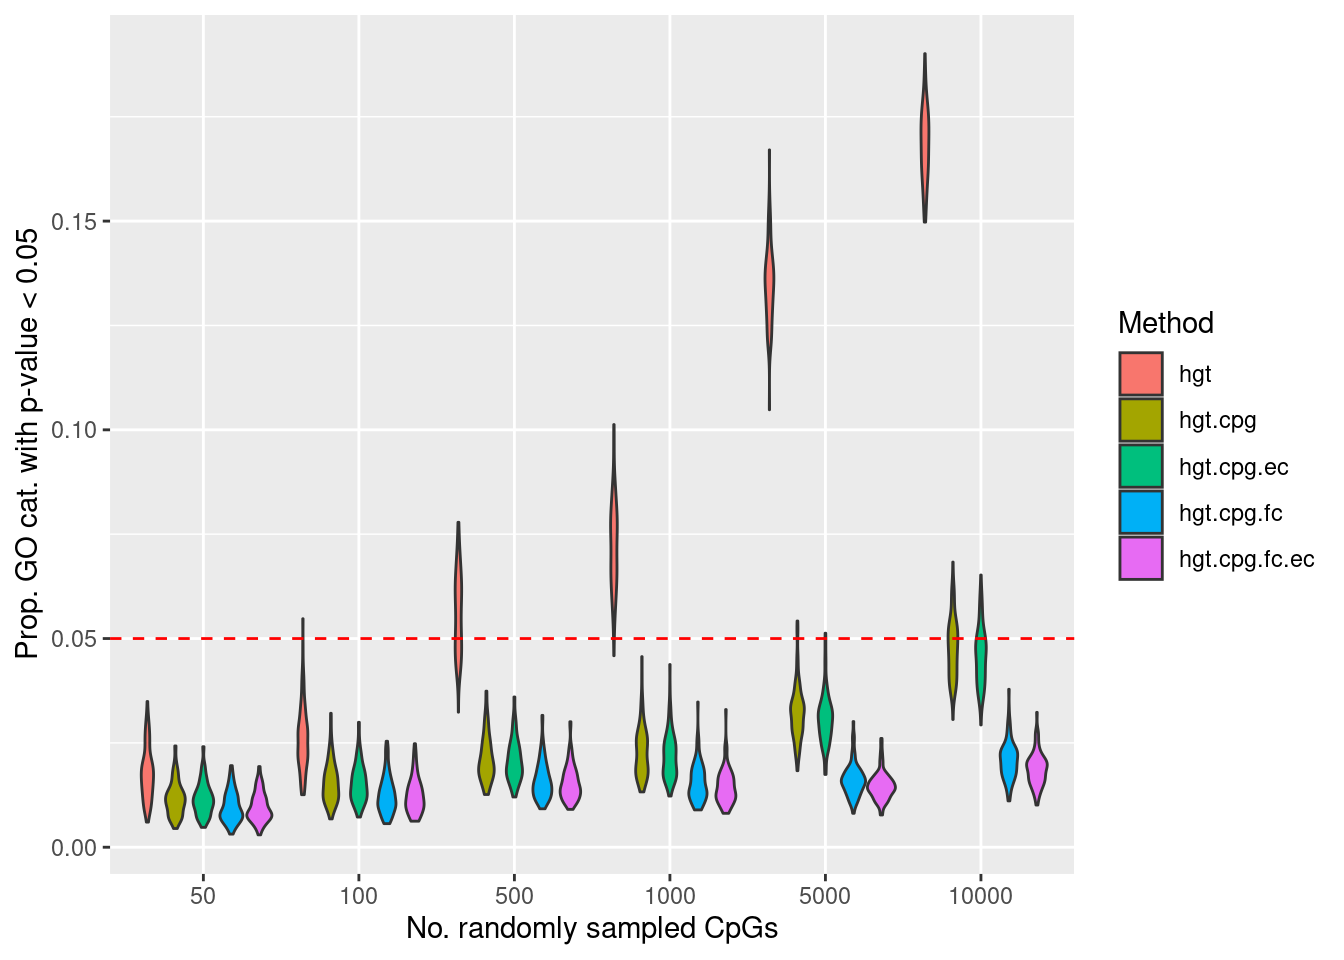 Prop. GO cat. with p-value < 0.05
0.15
0.10
0.05
0.00
50
100
500
1000
5000
10000
No. randomly sampled CpGs
Method
hgt
hgt.cpg
hgt.cpg.ec
hgt.cpg.fc
hgt.cpg.fc.ec